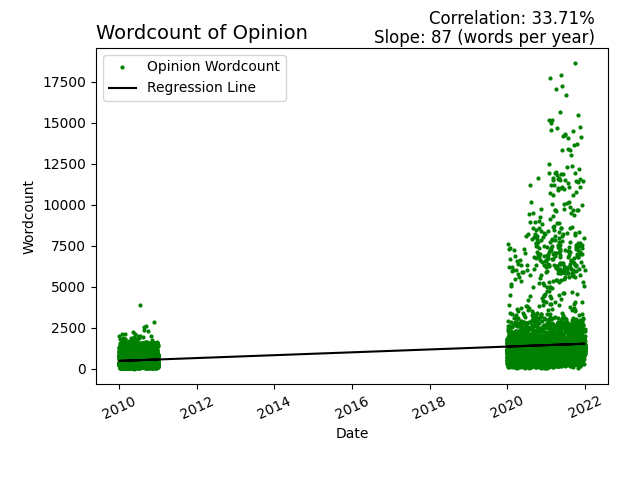 Correlation: 33.71%
Wordcount of Opinion
Slope: 87 (words per year)
Opinion Wordcount
Regression Line
17500
15000
12500
10000
7500
5000
2500
0
Wordcount
2010
2012
2014
2016
2018
2020
2022
Date